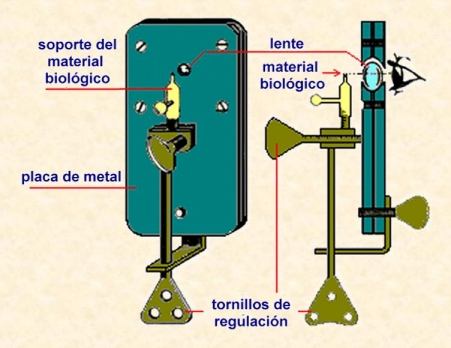 soporte del
material
biológico
lente
material
biológico
placa de metal
tornillos de
regulación